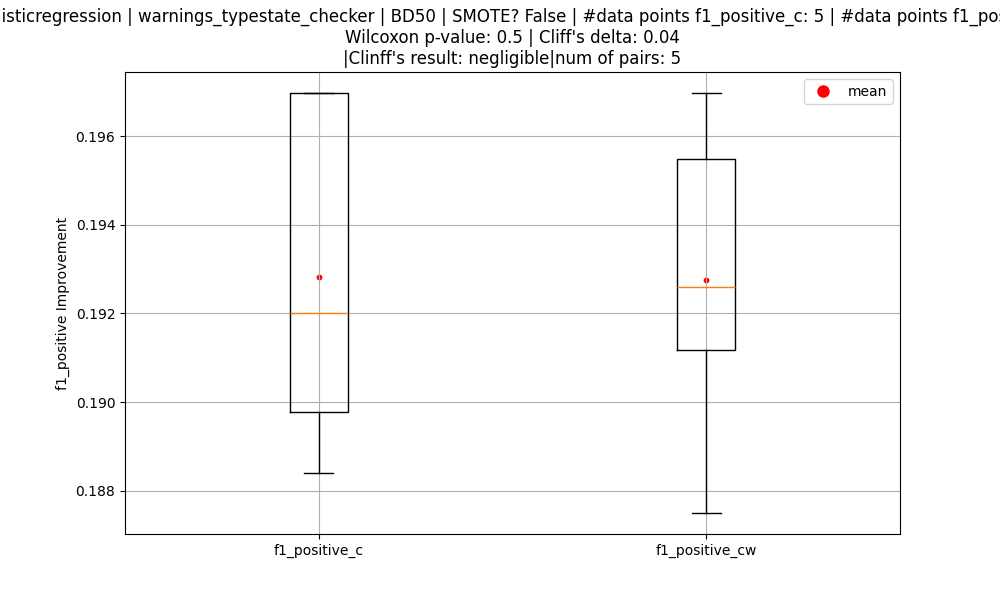 isticregression | warnings_typestate_checker | BD50 | SMOTE? False | #data points f1_positive_c: 5 | #data points f1_pos
Wilcoxon p-value: 0.5 | Cliff's delta: 0.04
|Clinff's result: negligible|num of pairs: 5
mean
0.196
0.194
0.192
0.190
0.188
f1_positive Improvement
f1_positive_c
f1_positive_cw